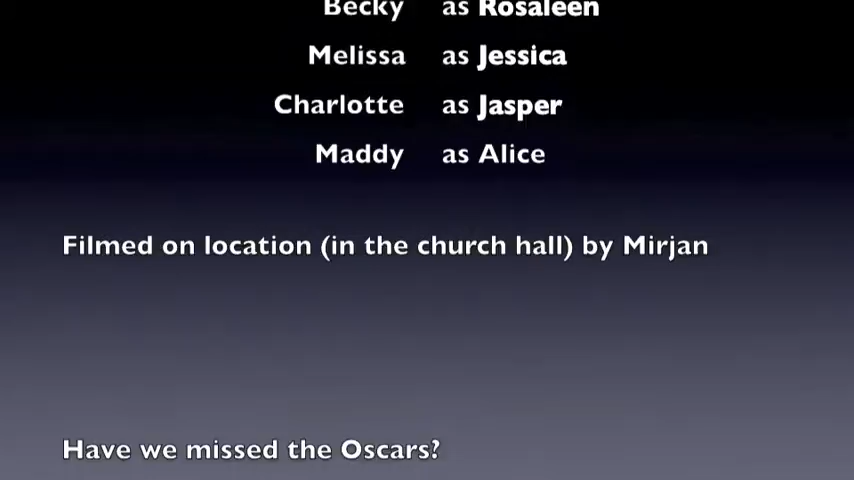 Becky as Rosaleen
Melissa as Jessica
Charlotte as Jasper
Maddy as Alice
Filmed on location (in the church hall) by Mirjan
Have we missed the Oscars?